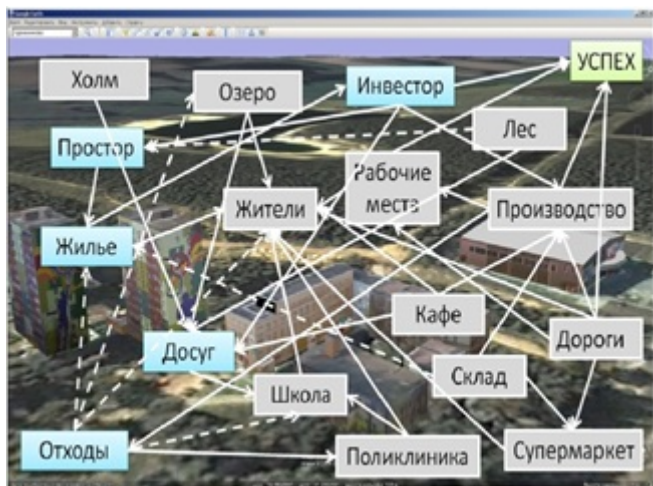 УСПЕХ
Холм
Озеро
Инвестор
Лес
Простор
Рабочие
места
Жители
Производство
Жилье
Кафе
Дороги
Досуг
Склад
Школа
Отходы
Поликлиника
Супермаркет